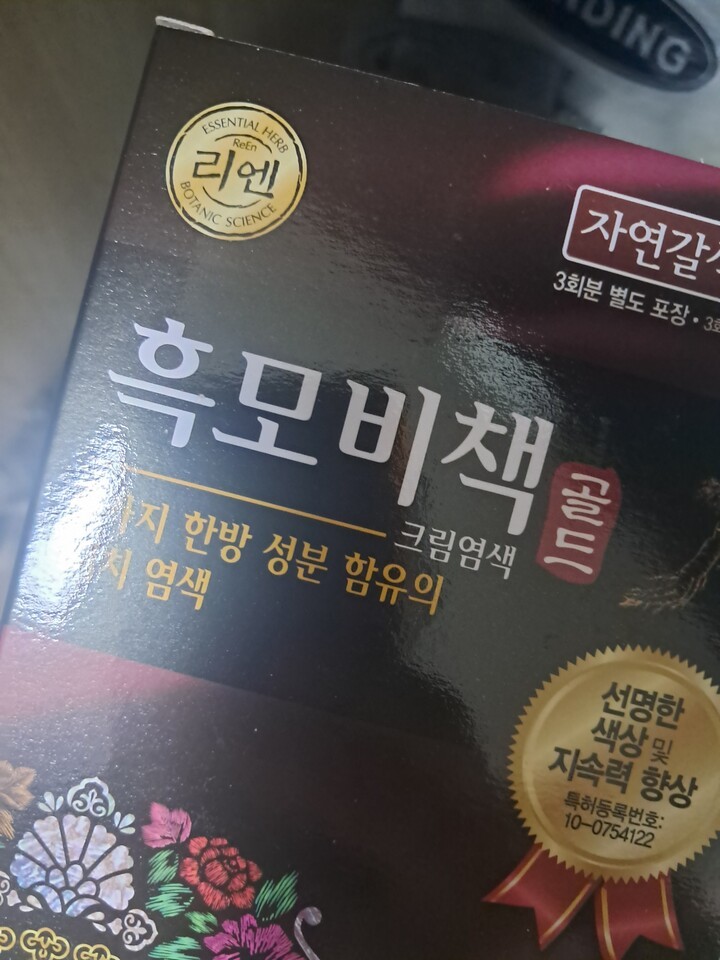 DING
ESSENTIAL HERB
ReEn
리엔
BOTANIC SCIENCE
자연갈색
3회분 별도 포장 •
흑모비책
골드
크림염색
한방 성분 함유의
염색
선명한
색상 및
지속력 향상
특허등록번호:
10-0754122